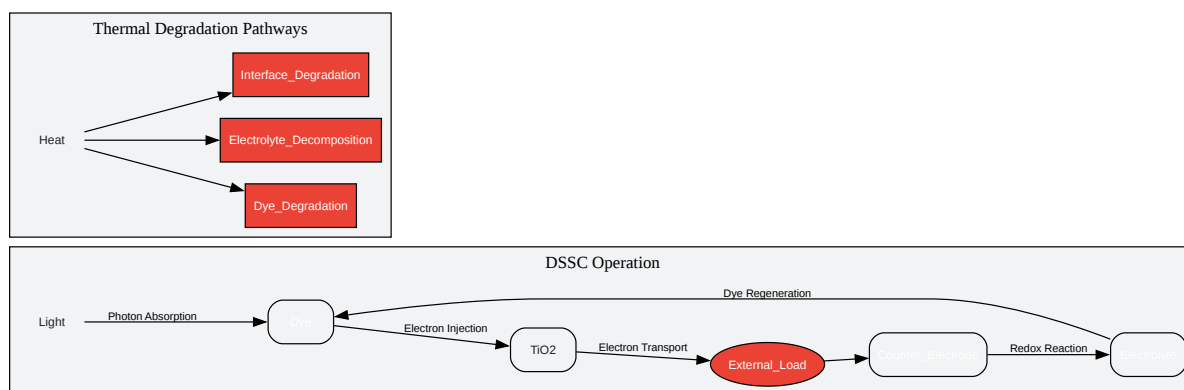 Thermal Degradation Pathways
Interface_Degradation
Heat
Electrolyte_Decomposition
Dye_Degradation
DSSC Operation
Dye Regeneration
Light
Photon Absorption
Dye
Electron Injection
TiO2
Electron Transport
External_Load
Counter_Electrode
Redox Reaction
Electrolyte